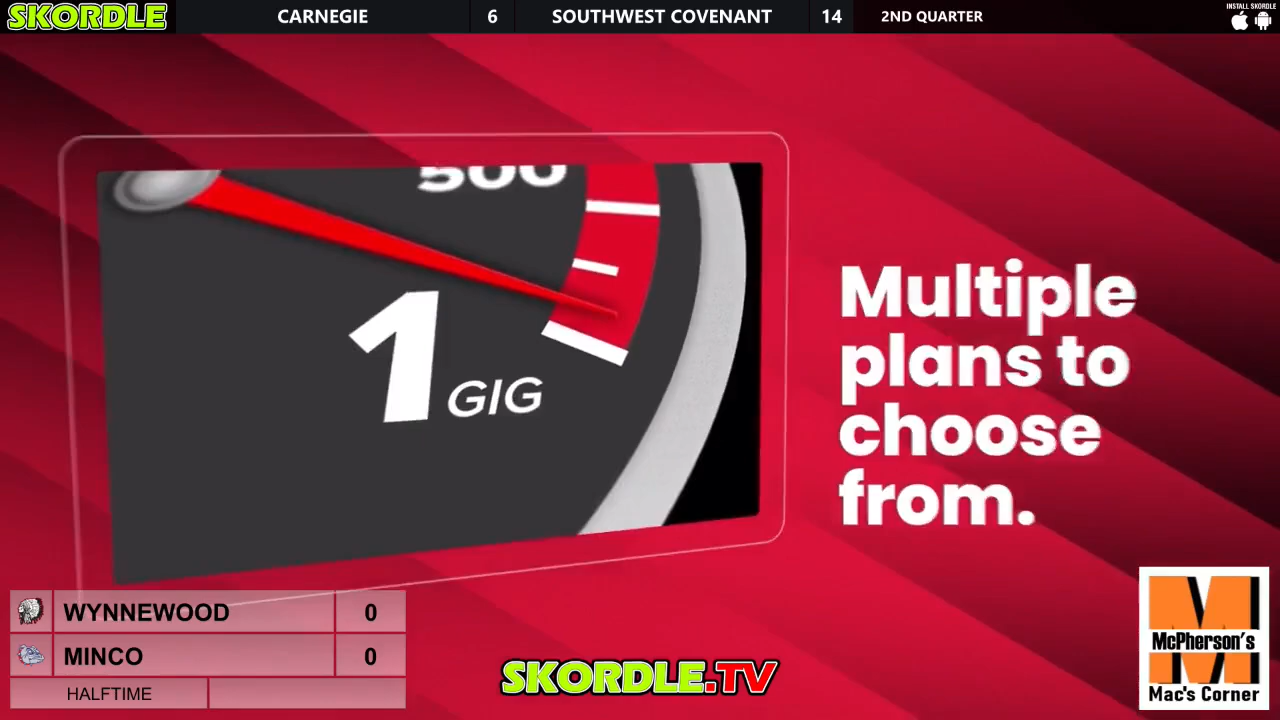 SKORDLE
CARNEGIE 6 SOUTHWEST COVENANT 14 2ND QUARTER
INSTALL SKORDLE
500
1 GIG
Multiple
plans to
choose
from.
WYNNEWOOD 0
MINCO 0
HALFTIME
SKORDLE.TV
M
McPHERSON'S
M
Mac's Corner